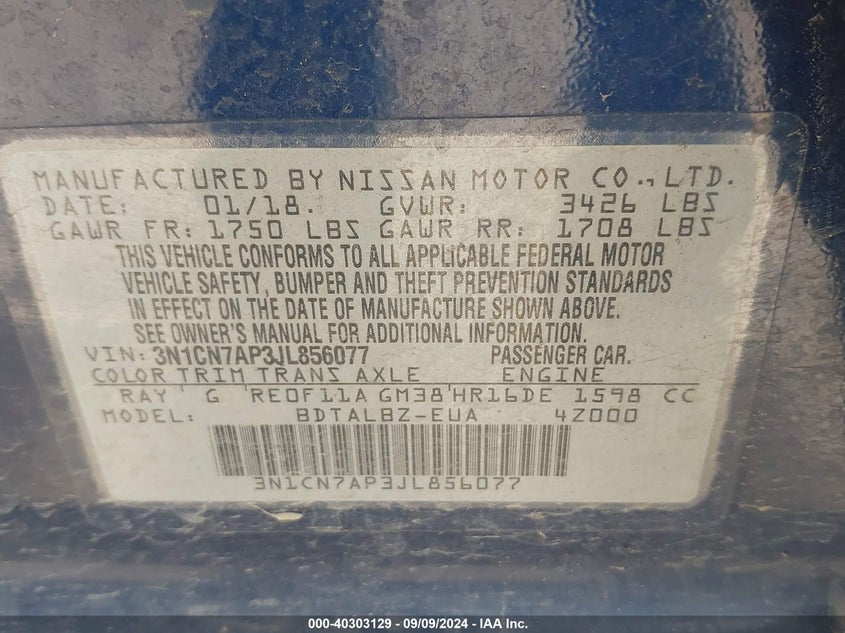 MANUFACTURED BY NISSAN MOTOR CO., LTD.
DATE: 01/18. GVWR: 3426 LBS
GAWR FR: 1750 LBS GAWR RR: 1708 LBS
THIS VEHICLE CONFORMS TO ALL APPLICABLE FEDERAL MOTOR
VEHICLE SAFETY, BUMPER AND THEFT PREVENTION STANDARDS
IN EFFECT ON THE DATE OF MANUFACTURE SHOWN ABOVE.
SEE OWNER'S MANUAL FOR ADDITIONAL INFORMATION.
VIN: 3N1CN7AP3JL856077 PASSENGER CAR.
COLOR TRIM TRANS AXLE ENGINE
RAY G RE0F11A GM38 HR16DE 1598 CC
MODEL: BDTALBZ-EUA 4Z000
3N1CN7AP3JL856077
000-40303129 - 09/09/2024 - IAA Inc.